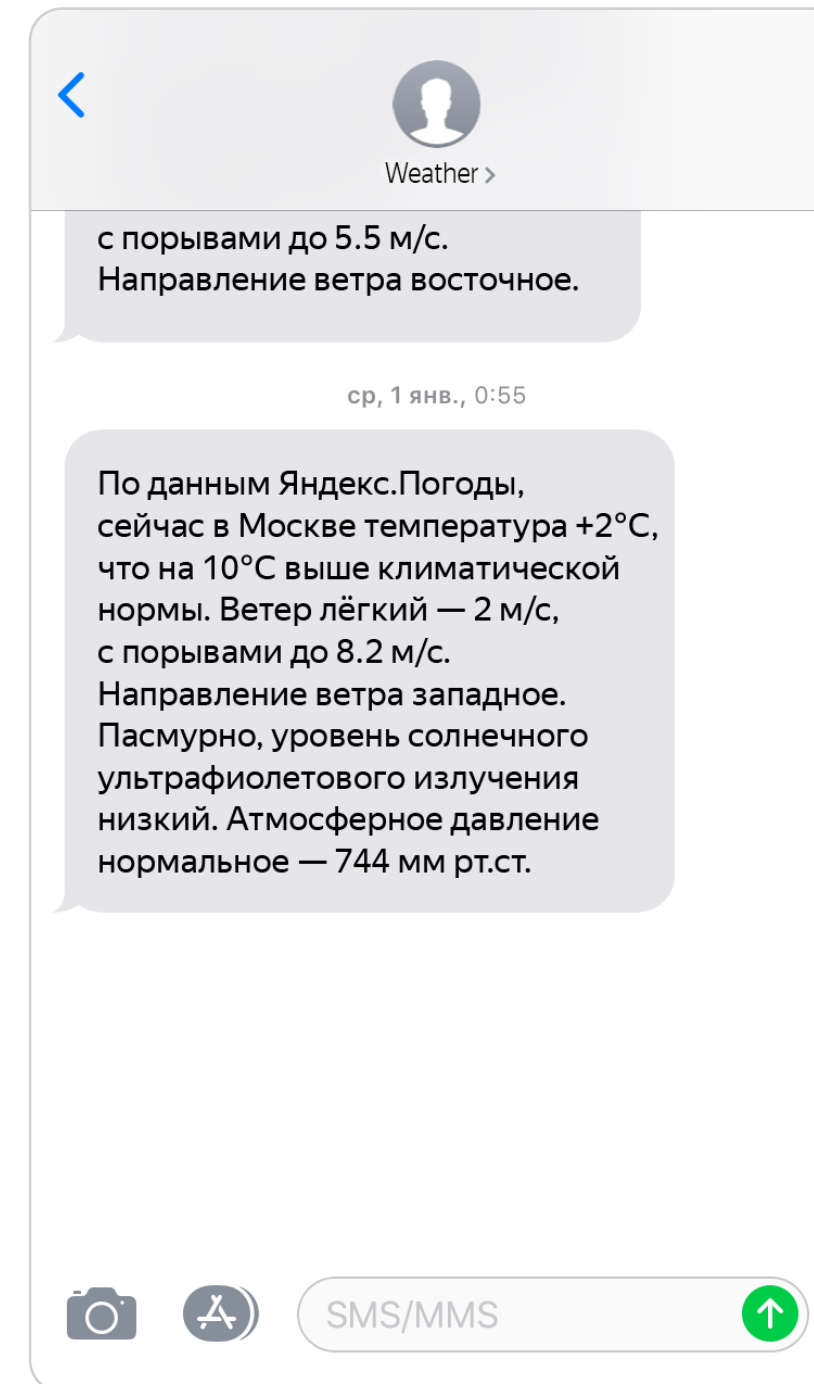 Weather
с порывами до 5.5 м/с.
Направление ветра восточное.
ср, 1 янв., 0:55
По данным Яндекс.Погоды,
сейчас в Москве температура +2°C,
что на 10°C выше климатической
нормы. Ветер лёгкий — 2 м/с,
с порывами до 8.2 м/с.
Направление ветра западное.
Пасмурно, уровень солнечного
ультрафиолетового излучения
низкий. Атмосферное давление
нормальное — 744 мм рт.ст.
SMS/MMS